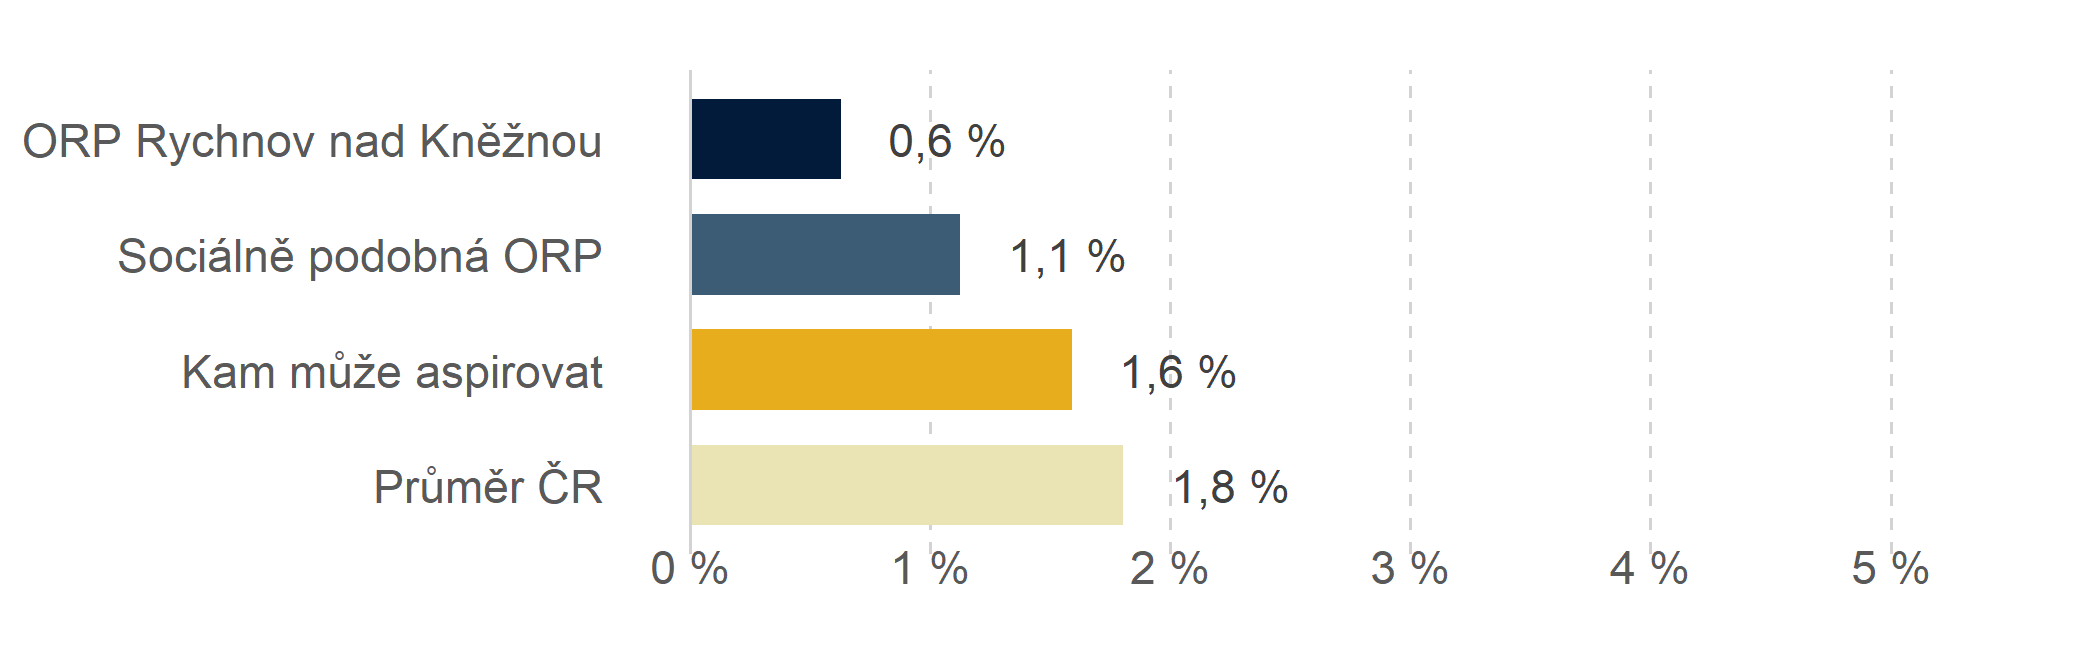 ORP Rychnov nad Kněžnou
0,6 %
Sociálně podobná ORP
1,1 %
Kam může aspirovat
1,6 %
Průměr ČR
1,8 %
0 % 1 % 2 % 3 % 4 % 5 %